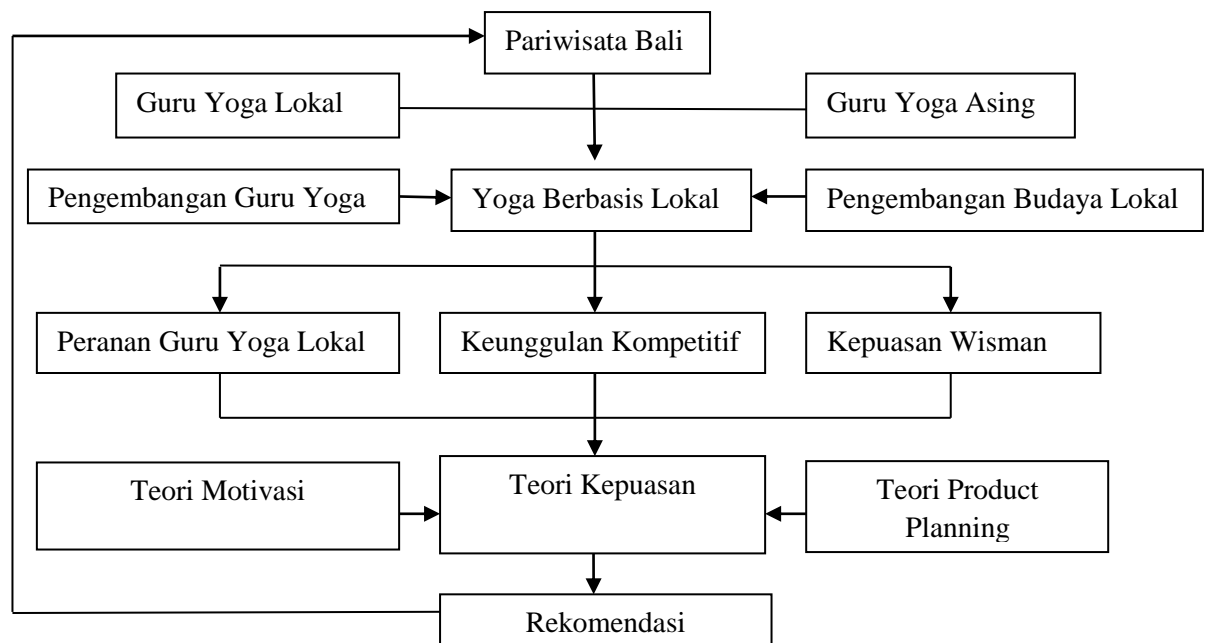 Pariwisata Bali
Guru Yoga Lokal
Guru Yoga Asing
Pengembangan Guru Yoga
Yoga Berbasis Lokal
Pengembangan Budaya Lokal
Peranan Guru Yoga Lokal
Keunggulan Kompetitif
Kepuasan Wisman
Teori Motivasi
Teori Kepuasan
Teori Product
Planning
Rekomendasi